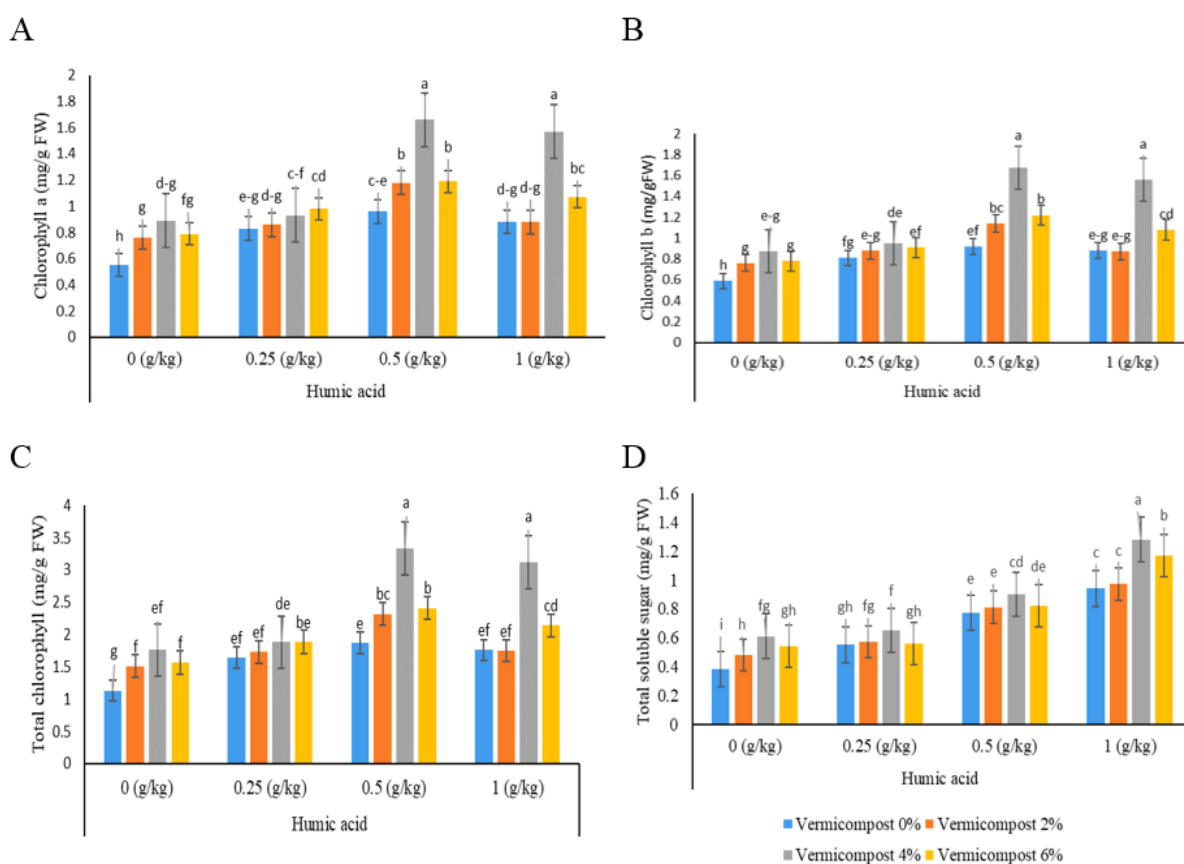 A
Chlorophyll a (mg/g FW)
2
1.8
1.6
1.4
1.2
1
0.8
0.6
0.4
0.2
0
h
g
d-g
fg
e-g
d-g
c-f
cd
c-e
b
a
b
d-g
d-g
a
bc
0 (g/kg)
0.25 (g/kg)
0.5 (g/kg)
1 (g/kg)
Humic acid
B
Chlorophyll b (mg/gFW)
2
1.8
1.6
1.4
1.2
1
0.8
0.6
0.4
0.2
0
h
g
e-g
g
fg
e-g
de
ef
ef
bc
a
b
e-g
e-g
a
cd
0 (g/kg)
0.25 (g/kg)
0.5 (g/kg)
1 (g/kg)
Humic acid
C
Total chlorophyll (mg/g FW)
4
3.5
3
2.5
2
1.5
1
0.5
0
g
f
ef
f
ef
ef
de
be
e
bc
a
b
ef
ef
a
cd
0 (g/kg)
0.25 (g/kg)
0.5 (g/kg)
1 (g/kg)
Humic acid
D
Total soluble sugar (mg/g FW)
1.6
1.4
1.2
1
0.8
0.6
0.4
0.2
0
i
h
fg
gh
gh
fg
f
gh
e
e
cd
de
c
c
a
b
0 (g/kg)
0.25 (g/kg)
0.5 (g/kg)
1 (g/kg)
Humic acid
Vermicompost 0%
Vermicompost 2%
Vermicompost 4%
Vermicompost 6%